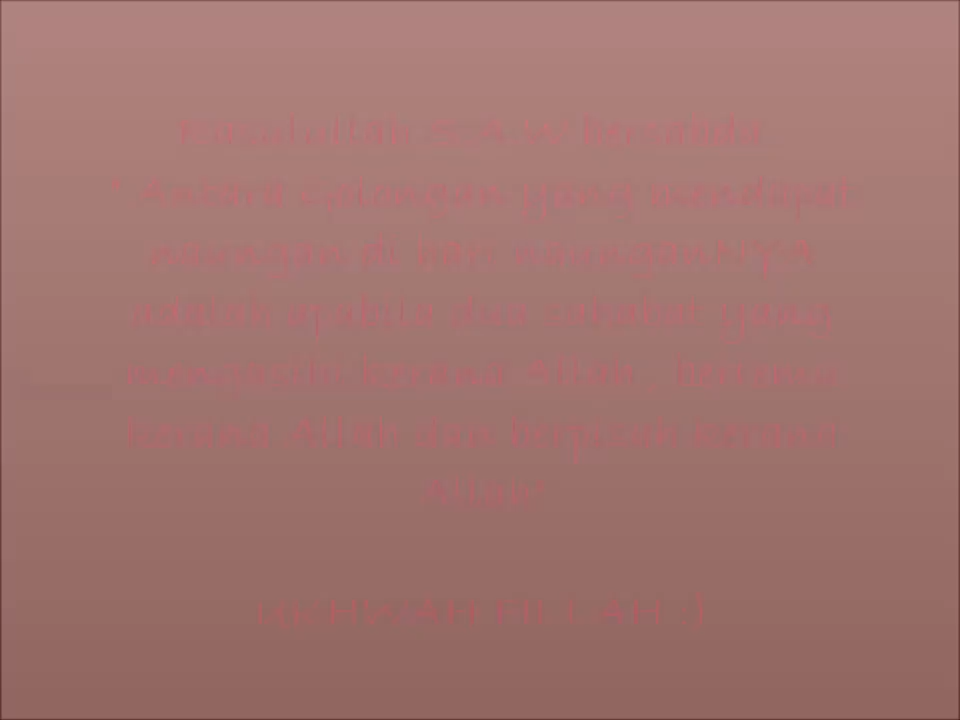 Rasulullah S.A.W bersabda
" Antara golongan yang mendapat
naungan di hari naunganNYA
adalah apabila dua sahabat yang
mengasihi kerana Allah , bertemu
kerana Allah dan berpisah kerana
Allah"
FILLAH :)